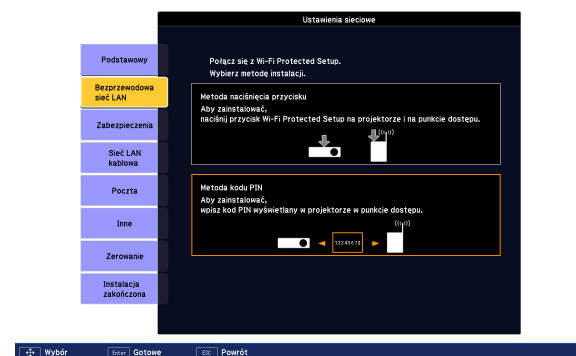 Ustawienia sieciowe
Podstawowy
Bezprzewodowa
sieć LAN
Zabezpieczenia
Sieć LAN
kablowa
Poczta
Inne
Zerowanie
Instalacja
zakończona
Połącz się z Wi-Fi Protected Setup.
Wybierz metodę instalacji.
Metoda naciśnięcia przycisku
Aby zainstalować,
naciśnij przycisk Wi-Fi Protected Setup na projektorze i na punkcie dostępu.
Metoda kodu PIN
Aby zainstalować,
wpisz kod PIN wyświetlany w projektorze w punkcie dostępu.
12345678
Wybór Enter Gotowe ESC Powrót